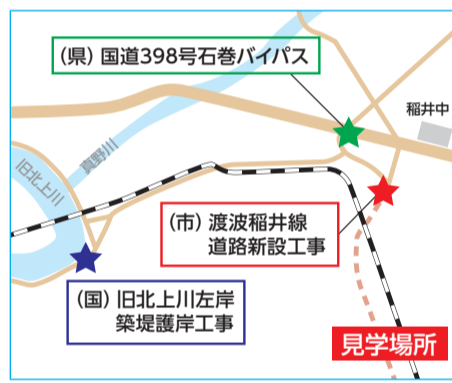 (県) 国道398号石巻バイパス
稲井中
真野川
旧北上川
(市) 渡波稲井線
道路新設工事
(国) 旧北上川左岸
築堤護岸工事
見学場所